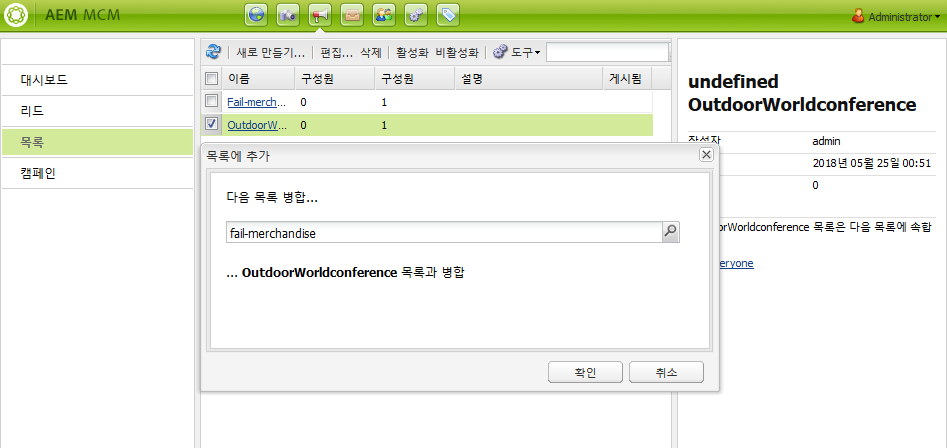 AEM MCM
Administrator
대시보드
리드
목록
캠페인
새로 만들기... 편집... 삭제 활성화 비활성화 도구
이름 구성원 구성원 설명 게시됨
Fail-merch... 0 1
OutdoorW... 0 1
목록에 추가
다음 목록 병합...
fail-merchandise
... OutdoorWorldconference 목록과 병합
확인 취소
undefined
OutdoorWorldconference
작성자 admin
2018년 05월 25일 00:51
0
orWorldconference 목록은 다음 목록에 속합
eryone